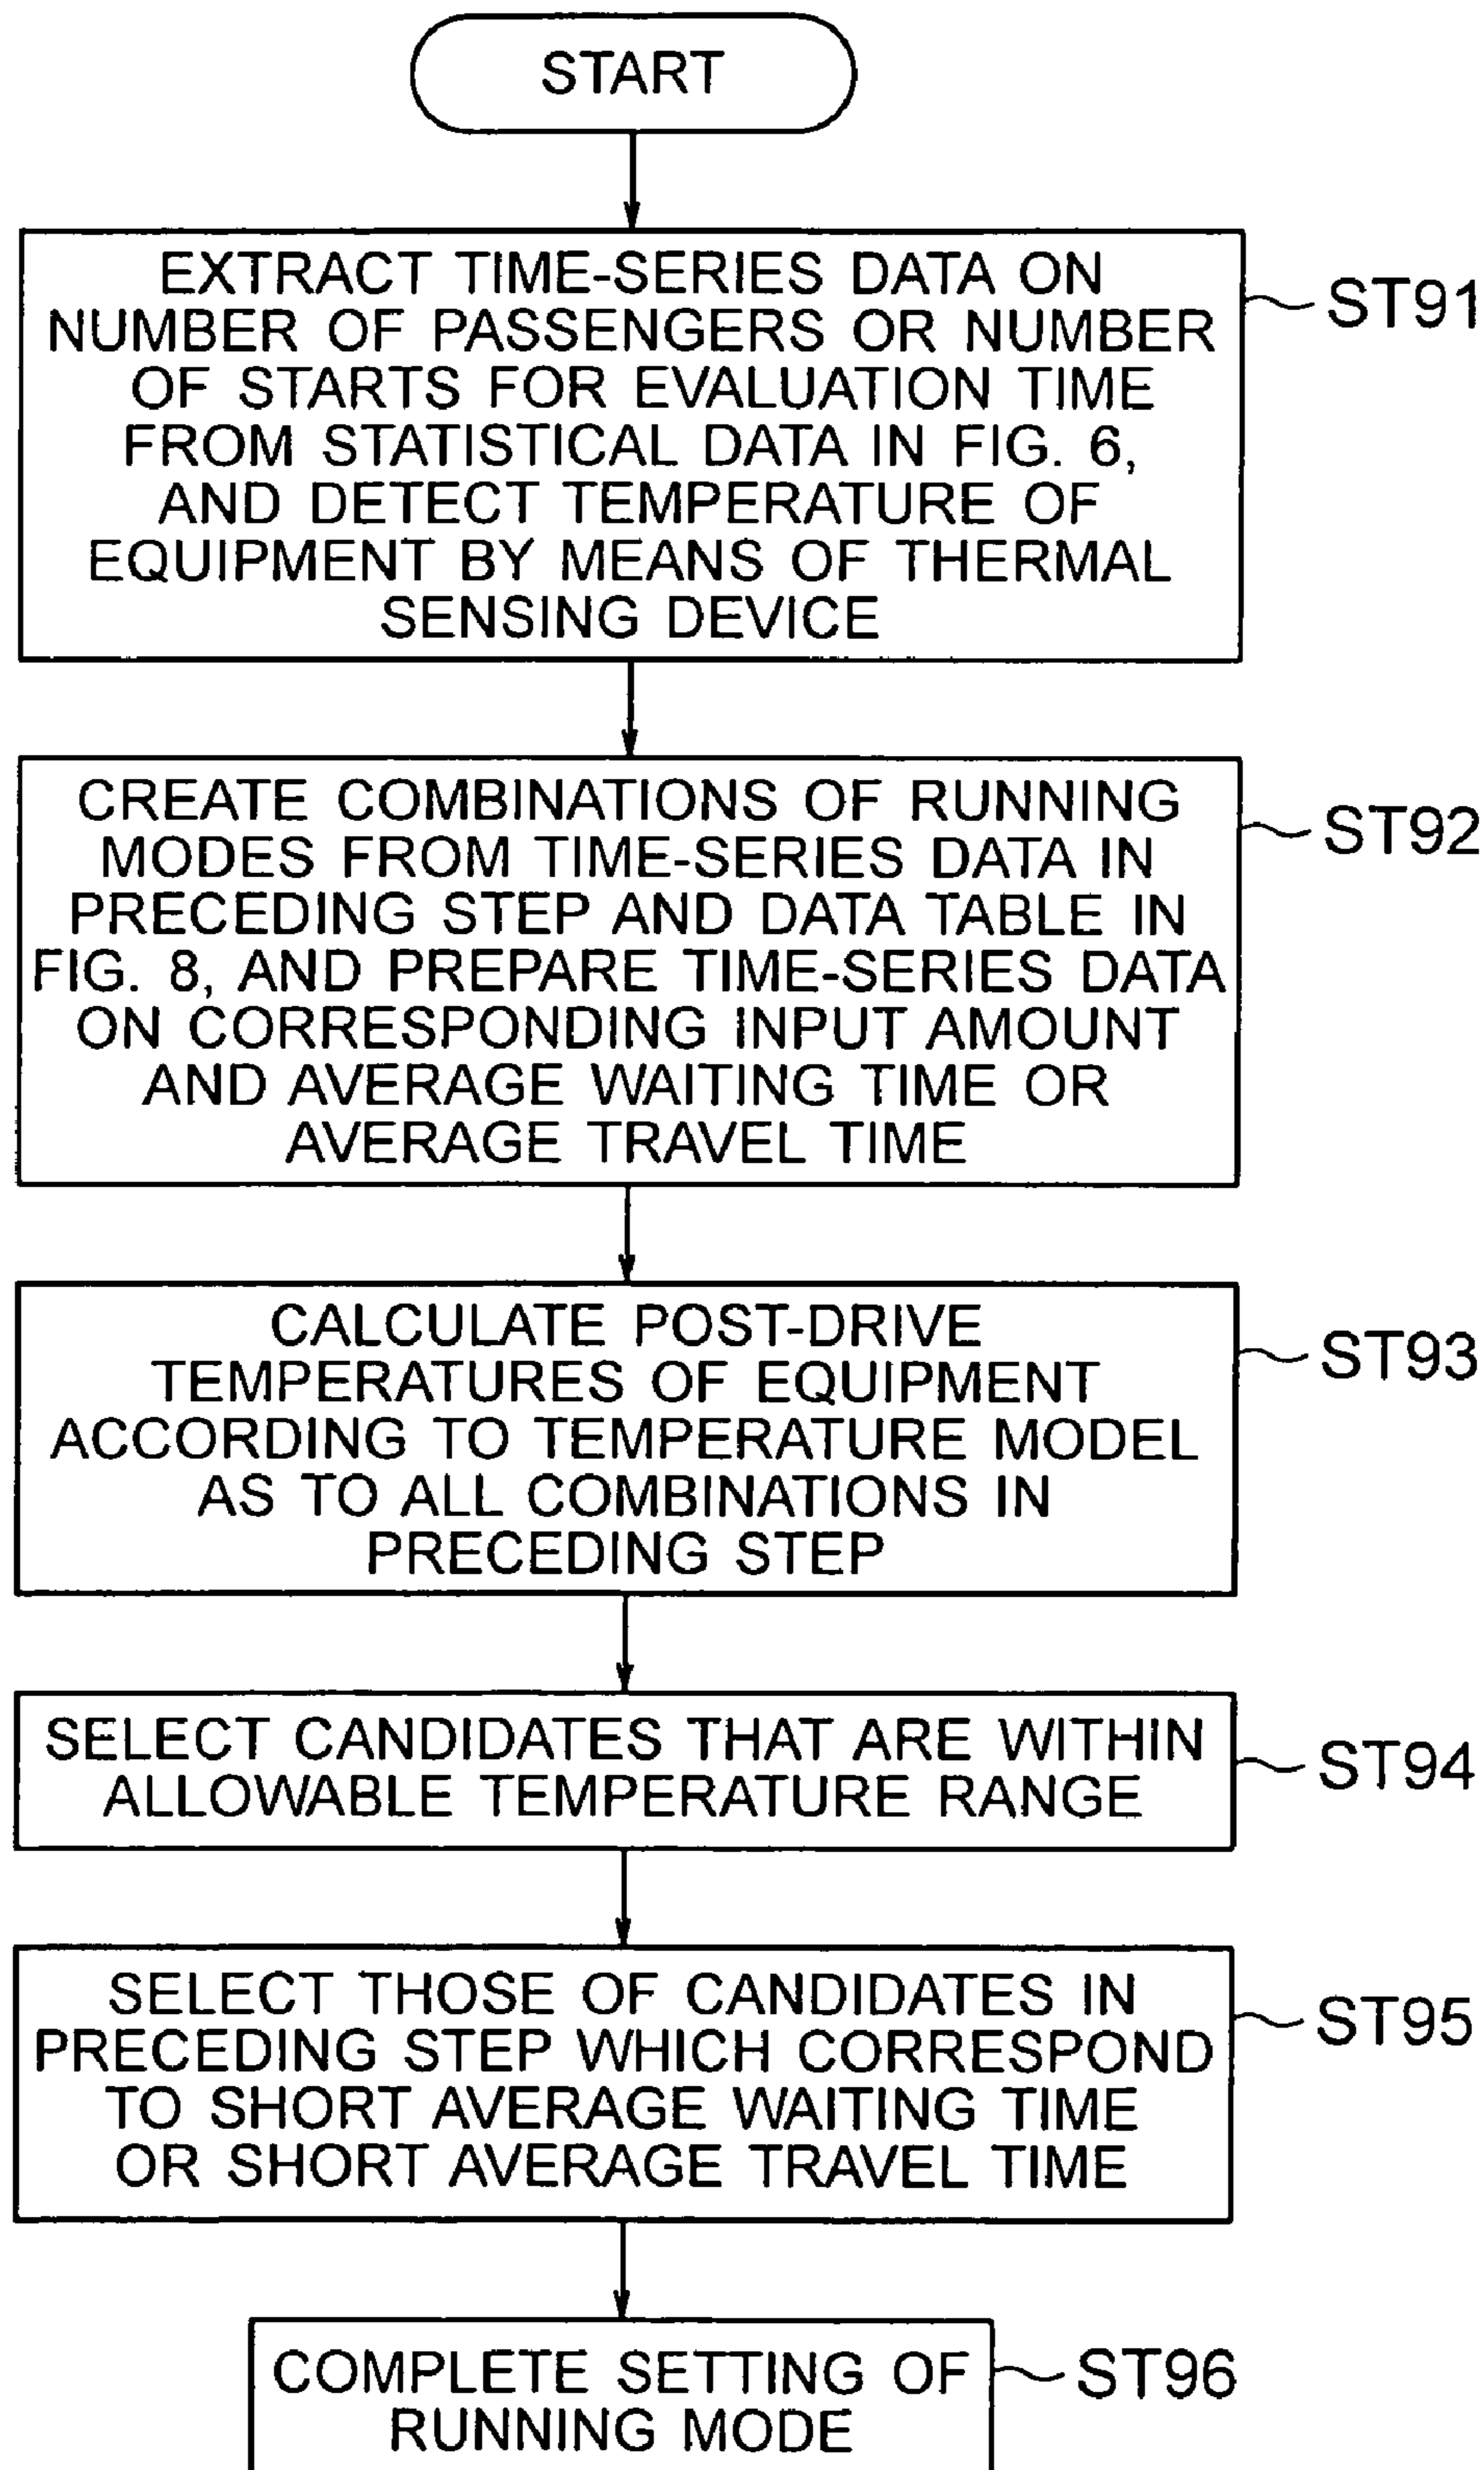 START
EXTRACT TIME-SERIES DATA ON
NUMBER OF PASSENGERS OR NUMBER
OF STARTS FOR EVALUATION TIME
FROM STATISTICAL DATA IN FIG. 6,
AND DETECT TEMPERATURE OF
EQUIPMENT BY MEANS OF THERMAL
SENSING DEVICE
ST91
CREATE COMBINATIONS OF RUNNING
MODES FROM TIME-SERIES DATA IN
PRECEDING STEP AND DATA TABLE IN
FIG. 8, AND PREPARE TIME-SERIES DATA
ON CORRESPONDING INPUT AMOUNT
AND AVERAGE WAITING TIME OR
AVERAGE TRAVEL TIME
ST92
CALCULATE POST-DRIVE
TEMPERATURES OF EQUIPMENT
ACCORDING TO TEMPERATURE MODEL
AS TO ALL COMBINATIONS IN
PRECEDING STEP
ST93
SELECT CANDIDATES THAT ARE WITHIN
ALLOWABLE TEMPERATURE RANGE
ST94
SELECT THOSE OF CANDIDATES IN
PRECEDING STEP WHICH CORRESPOND
TO SHORT AVERAGE WAITING TIME
OR SHORT AVERAGE TRAVEL TIME
ST95
COMPLETE SETTING OF
RUNNING MODE
ST96